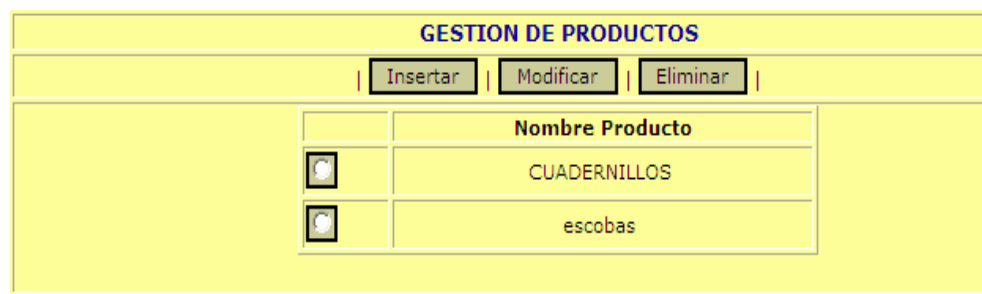 GESTION DE PRODUCTOS
| Insertar | Modificar | Eliminar |
Nombre Producto
CUADERNILLOS
escobas